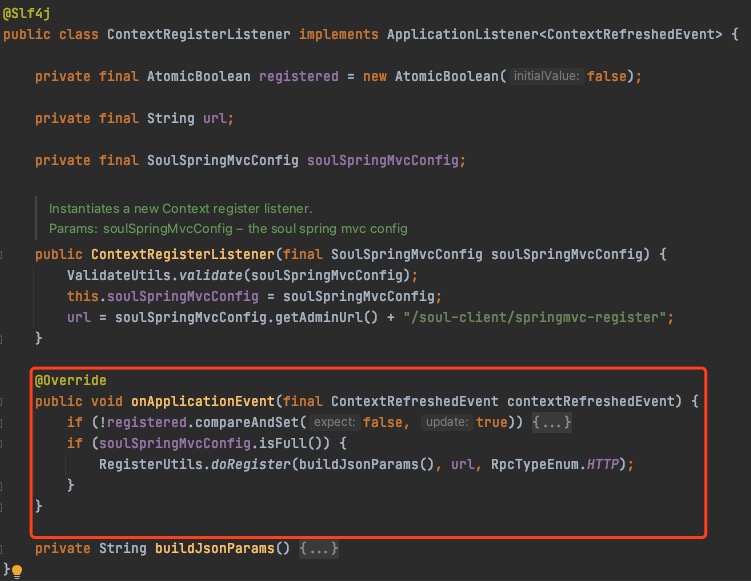 @Slf4j
public class ContextRegisterListener implements ApplicationListener<ContextRefreshedEvent> {
private final AtomicBoolean registered = new AtomicBoolean( initialValue: false);
private final String url;
private final SoulSpringMvcConfig soulSpringMvcConfig;
Instantiates a new Context register listener.
Params: soulSpringMvcConfig – the soul spring mvc config
public ContextRegisterListener(final SoulSpringMvcConfig soulSpringMvcConfig) {
ValidateUtils.validate(soulSpringMvcConfig);
this.soulSpringMvcConfig = soulSpringMvcConfig;
url = soulSpringMvcConfig.getAdminUrl() + "/soul-client/springmvc-register";
}
@Override
public void onApplicationEvent(final ContextRefreshedEvent contextRefreshedEvent) {
if (!registered.compareAndSet( expect: false, update: true)) {...}
if (soulSpringMvcConfig.isFull()) {
RegisterUtils.doRegister(buildJsonParams(), url, RpcTypeEnum.HTTP);
}
}
private String buildJsonParams() {...}
}